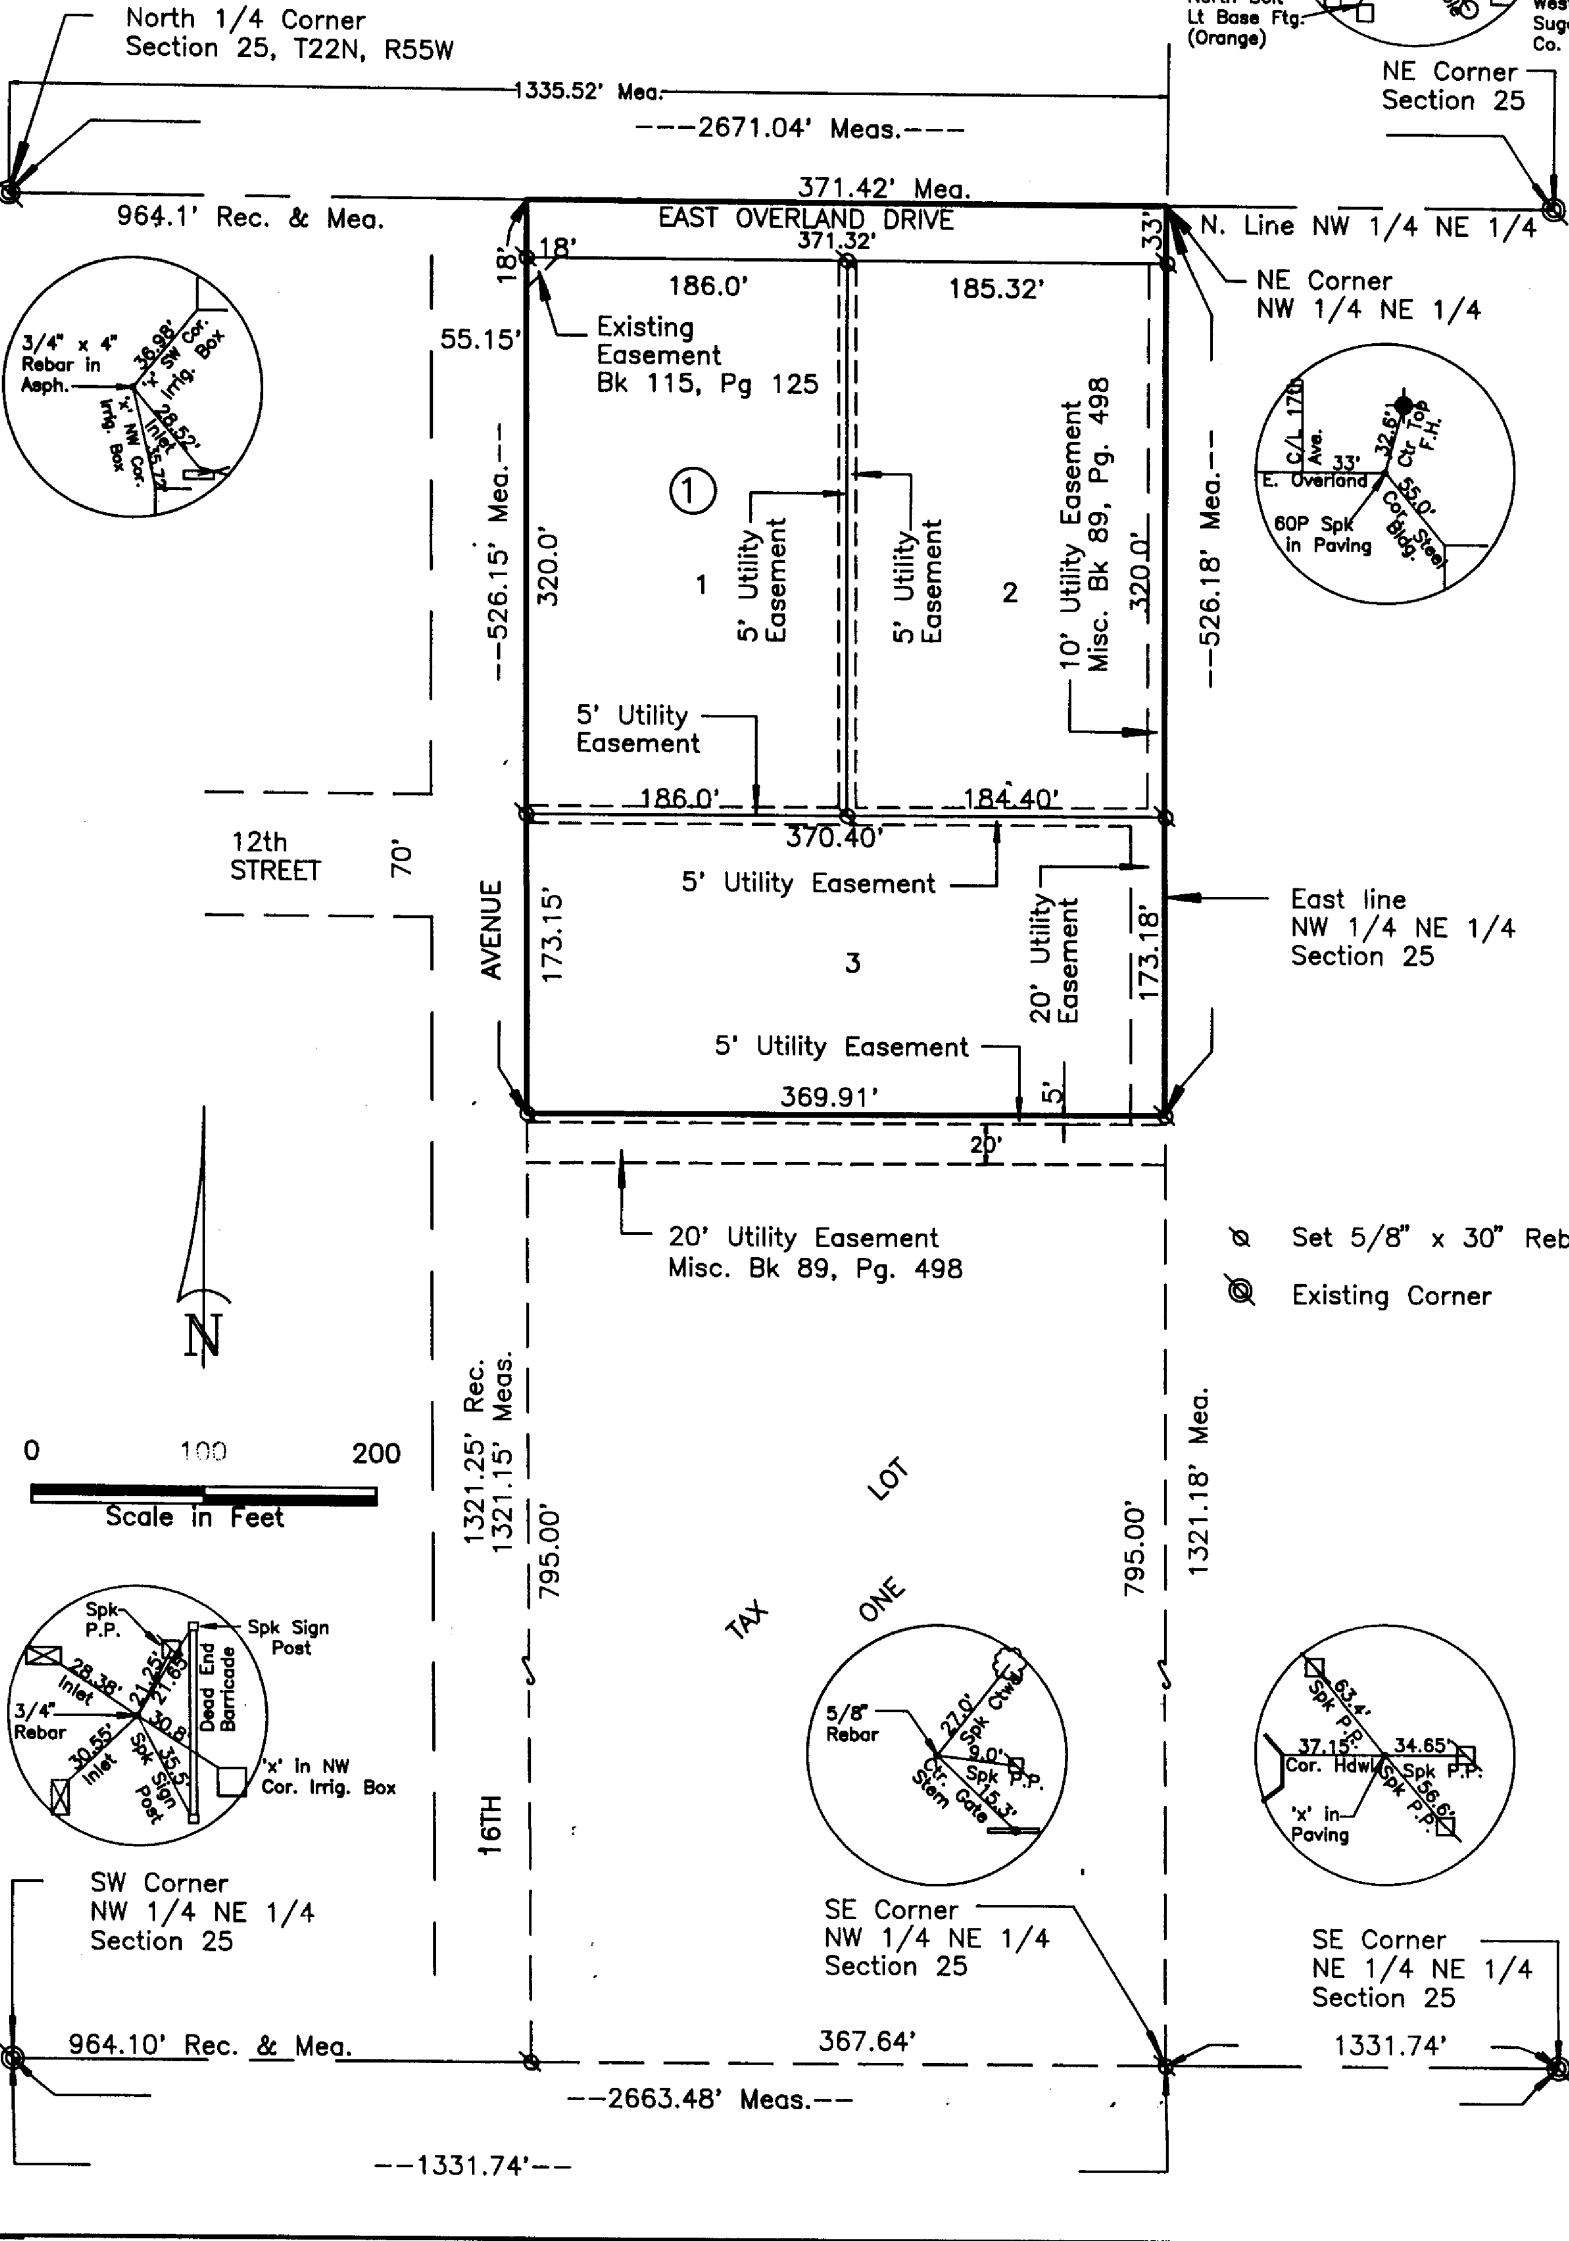 North 1/4 Corner
Section 25, T22N, R55W
Lt Base Ftg.
(Orange)
Co.
NE Corner
Section 25
1335.52' Mea.
---2671.04' Meas.---
371.42' Mea.
964.1' Rec. & Mea.
EAST OVERLAND DRIVE
N. Line NW 1/4 NE 1/4
33'
18'
18'
371.32'
186.0'
185.32'
NE Corner
NW 1/4 NE 1/4
55.15'
Existing
Easement
Bk 115, Pg 125
3/4" x 4"
Rebar in
Asph.
36.98'
'x' SW Cor.
Irrig. Box
28.52'
Inlet
35.72'
'x' NW Cor.
Irrig. Box
C/L 17th
Ave.
32.6'
Ctr Top
F.H.
33'
E. Overland
55.0'
Cor. Steel
Bldg.
60P Spk
in Paving
---526.15' Mea.---
320.0'
1
1
5' Utility
Easement
5' Utility
Easement
2
10' Utility Easement
Misc. Bk 89, Pg. 498
320.0'
---526.18' Mea.---
5' Utility
Easement
186.0'
184.40'
370.40'
12th
STREET
70'
5' Utility Easement
AVENUE
173.15'
3
20' Utility
Easement
173.18'
East line
NW 1/4 NE 1/4
Section 25
5' Utility Easement
369.91'
5'
20'
20' Utility Easement
Misc. Bk 89, Pg. 498
Set 5/8" x 30"
Existing Corner
N
1321.25' Rec.
1321.15' Meas.
795.00'
795.00'
1321.18' Mea.
0 100 200
Scale in Feet
LOT
TAX
ONE
Spk
P.P.
Spk Sign
Post
28.38'
Inlet
21.25'
21.65'
Dead End
Barricade
3/4"
Rebar
30.8'
30.55'
Inlet
35.5'
Spk Sign
Post
'x' in NW
Cor. Irrig. Box
5/8"
Rebar
27.0'
Spk Ctwd
9.0'
Spk P.P.
15.3'
Ctr. Gate
Stem
63.4'
Spk P.P.
37.15'
Cor. Hdwl
34.65'
Spk P.P.
56.6'
Spk P.P.
'x' in
Paving
16TH
SW Corner
NW 1/4 NE 1/4
Section 25
SE Corner
NW 1/4 NE 1/4
Section 25
SE Corner
NE 1/4 NE 1/4
Section 25
964.10' Rec. & Mea.
367.64'
1331.74'
--2663.48' Meas.--
--1331.74'--